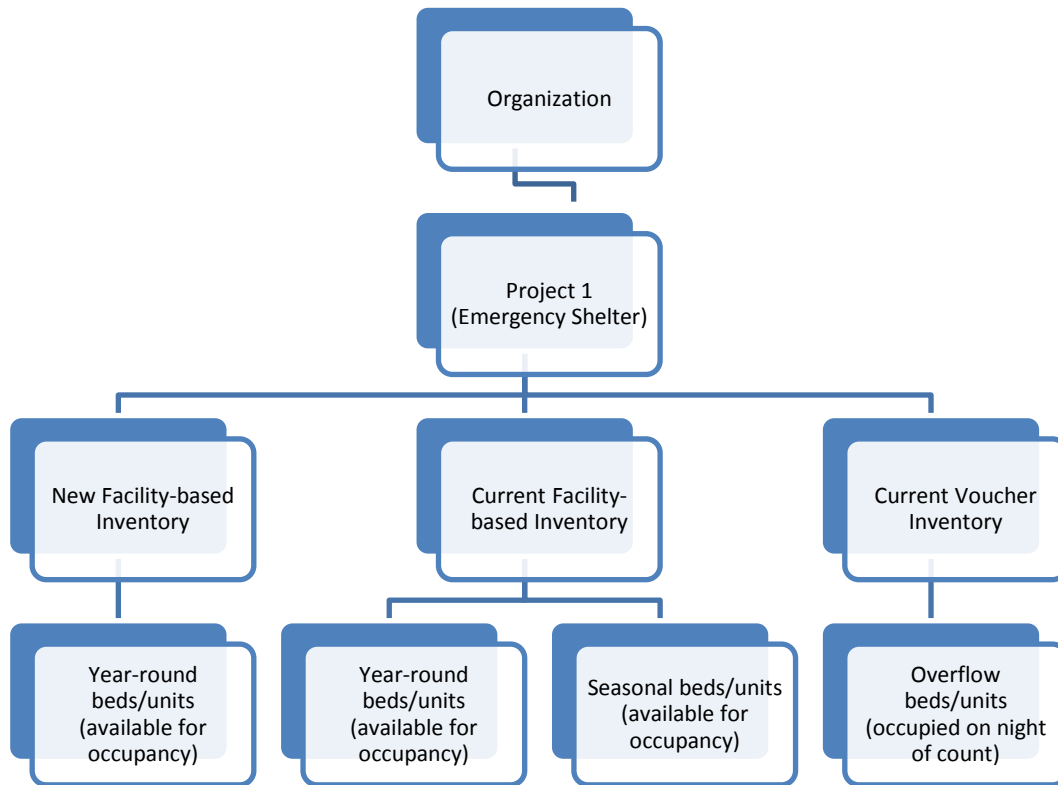 Organization
Project 1
(Emergency Shelter)
New Facility-based
Inventory
Current Facility-
based Inventory
Current Voucher
Inventory
Year-round
beds/units
(available for
occupancy)
Year-round
beds/units
(available for
occupancy)
Seasonal beds/units
(available for
occupancy)
Overflow
beds/units
(occupied on night
of count)